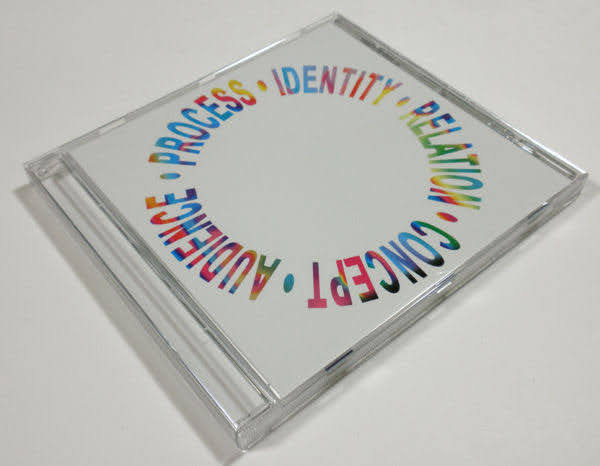 PROCESS • IDENTITY • RELATION • CONCEPT • AUDIENCE •